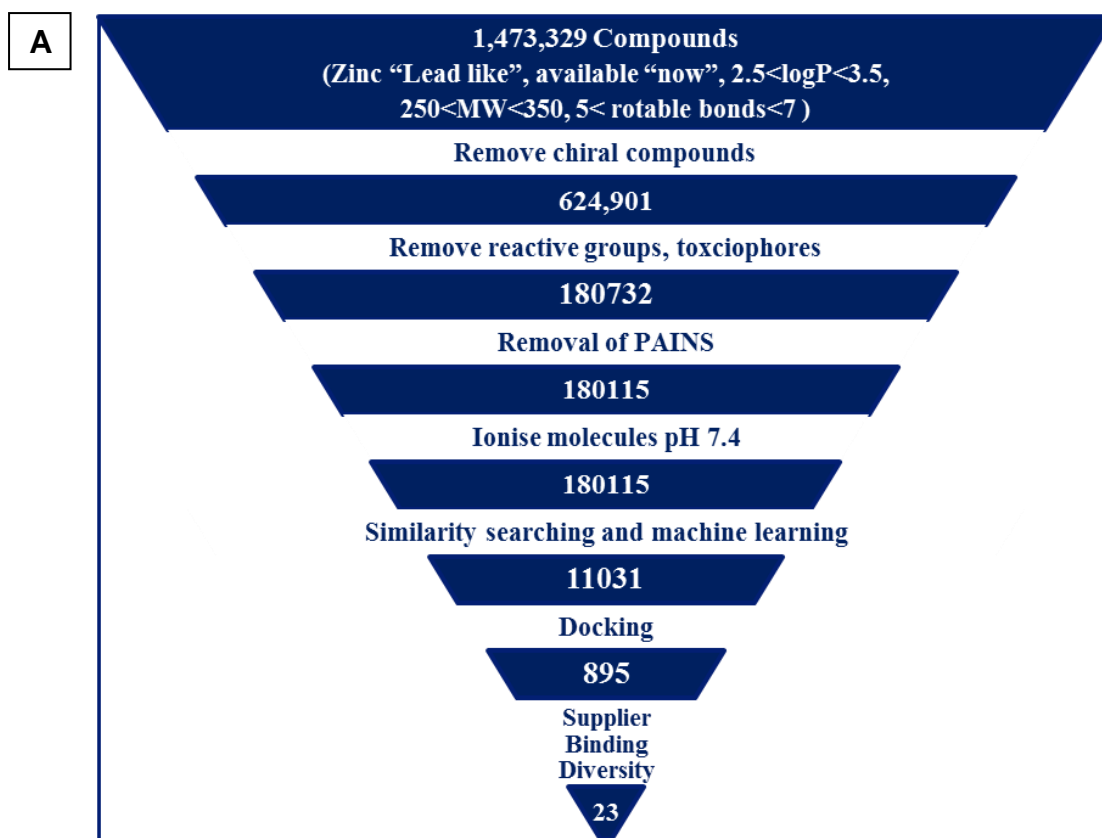 A
1,473,329 Compounds
(Zinc “Lead like”, available “now”, 2.5<logP<3.5,
250<MW<350, 5< rotable bonds<7 )
Remove chiral compounds
624,901
Remove reactive groups, toxciophores
180732
Removal of PAINS
180115
Ionise molecules pH 7.4
180115
Similarity searching and machine learning
11031
Docking
895
Supplier
Binding
Diversity
23